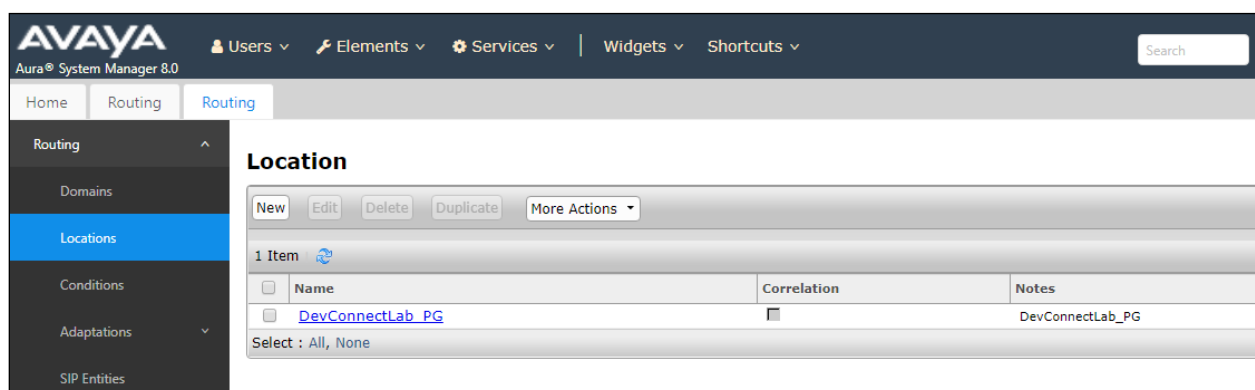 AVAYA
Aura® System Manager 8.0
Users Elements Services Widgets Shortcuts Search
Home Routing Routing
Routing
Domains
Locations
Conditions
Adaptations
SIP Entities
Location
New Edit Delete Duplicate More Actions
1 Item
Name Correlation Notes
DevConnectLab_PG DevConnectLab_PG
Select : All, None